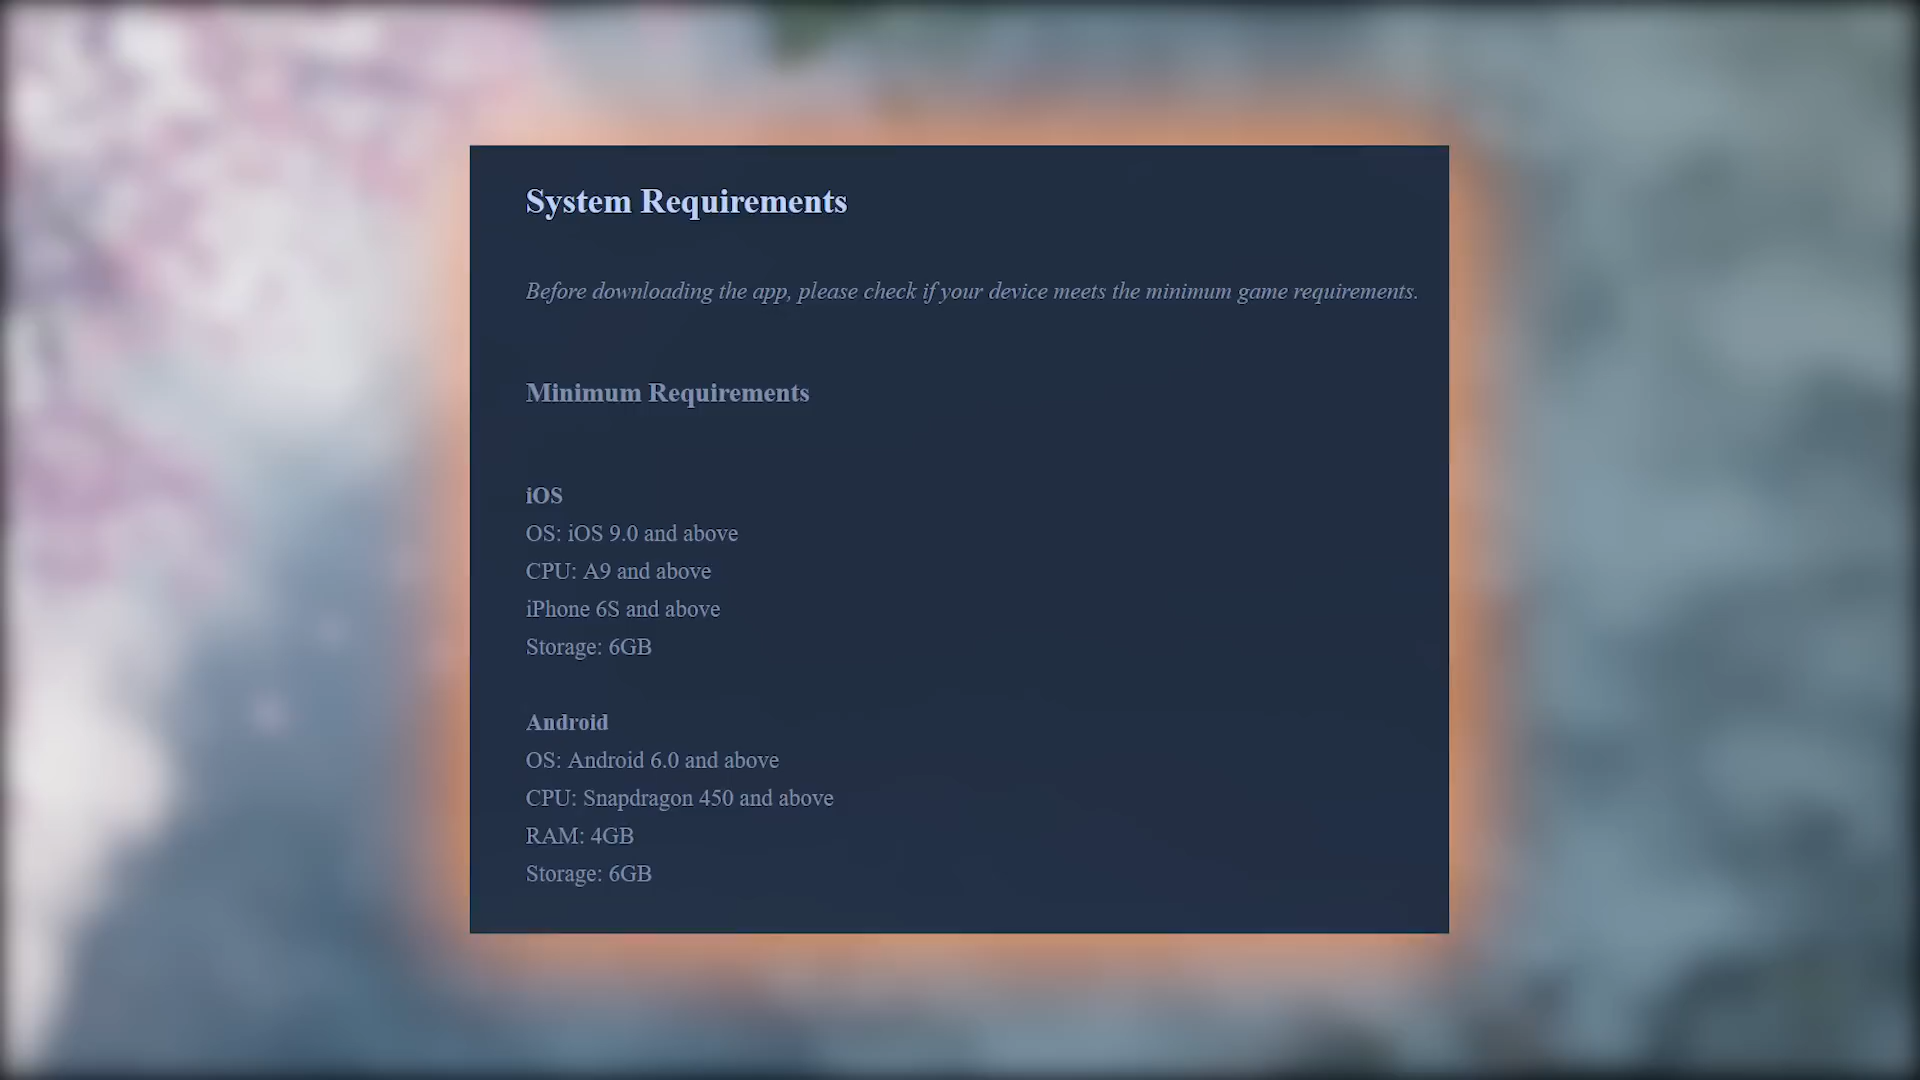 System Requirements
Before downloading the app, please check if your device meets the minimum game requirements.
Minimum Requirements
iOS
OS: iOS 9.0 and above
CPU: A9 and above
iPhone 6S and above
Storage: 6GB
Android
OS: Android 6.0 and above
CPU: Snapdragon 450 and above
RAM: 4GB
Storage: 6GB